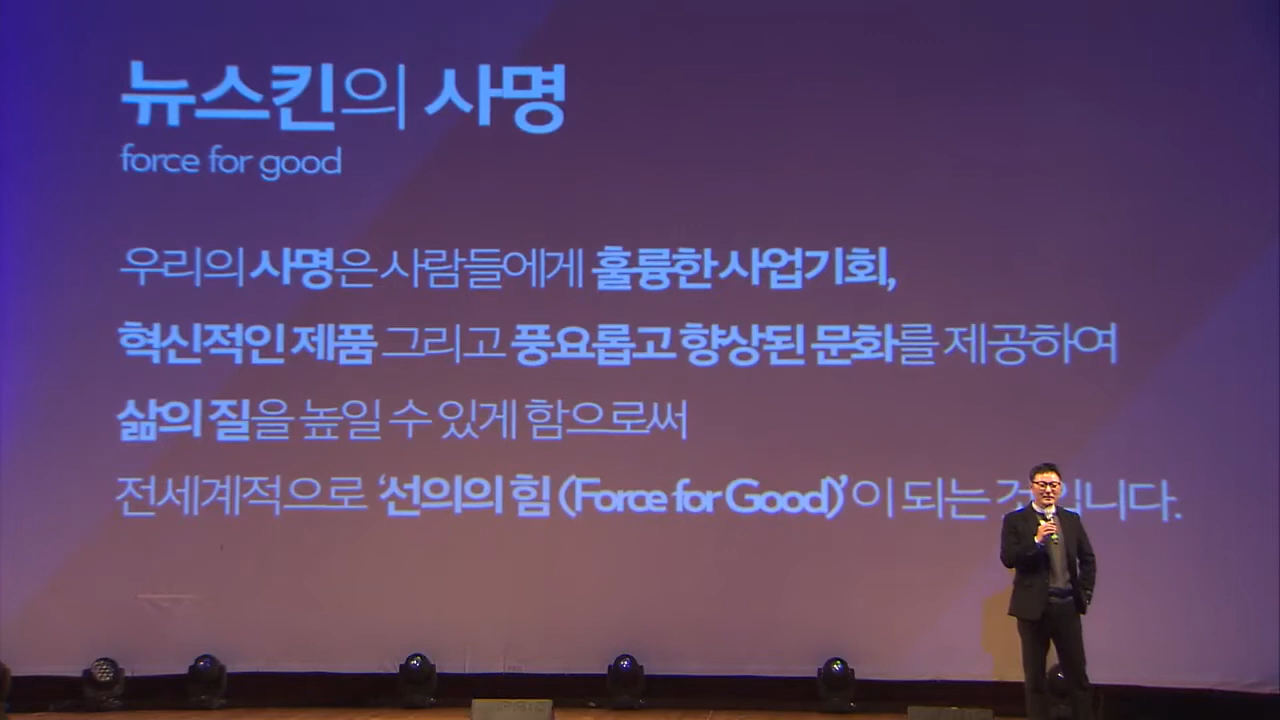 뉴스킨의 사명
force for good
우리의 사명은 사람들에게 훌륭한 사업기회,
혁신적인 제품 그리고 풍요롭고 향상된 문화를 제공하여
삶의 질을 높일 수 있게 함으로써
전세계적으로 ‘선의의 힘 (Force for Good)’이 되는